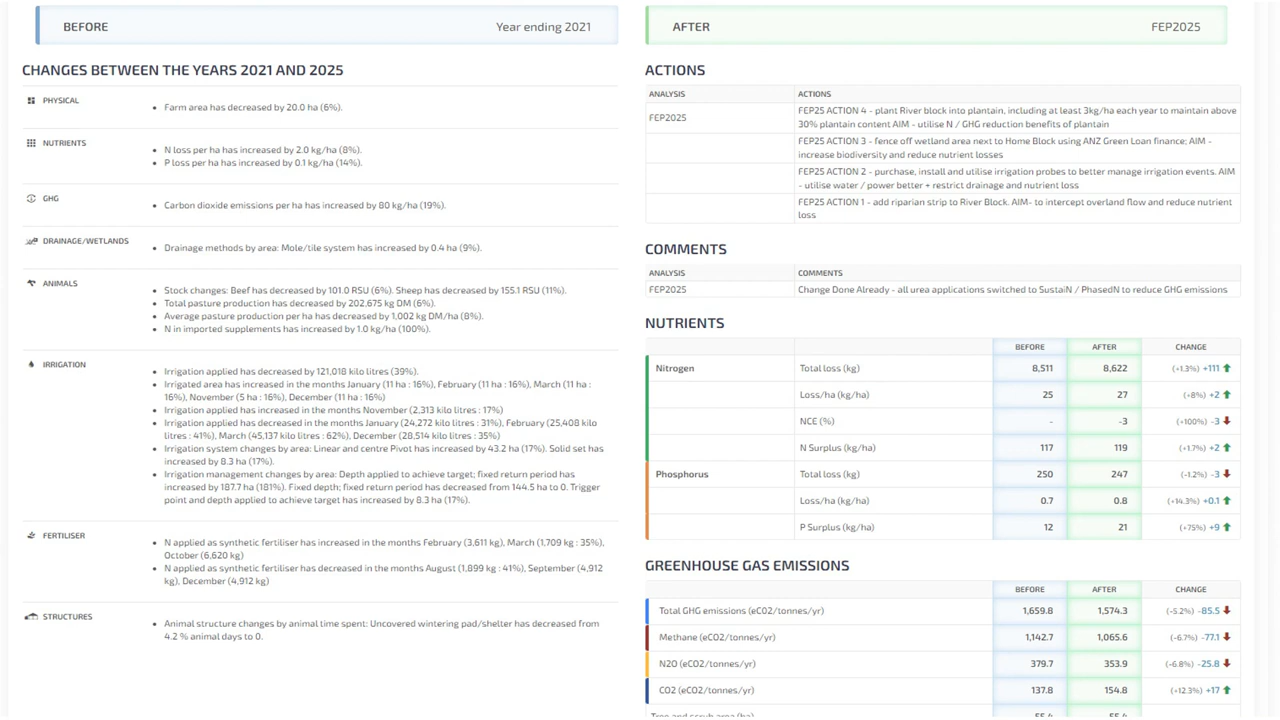 BEFORE
Year ending 2021
CHANGES BETWEEN THE YEARS 2021 AND 2025
PHYSICAL
• Farm area has decreased by 20.0 ha (6%).
NUTRIENTS
• N loss per ha has increased by 2.0 kg/ha (8%).
• P loss per ha has increased by 0.1 kg/ha (14%).
GHG
• Carbon dioxide emissions per ha has increased by 80 kg/ha (19%).
DRAINAGE/WETLANDS
• Drainage methods by area: Mole/tile system has increased by 0.4 ha (9%).
ANIMALS
• Stock changes: Beef has decreased by 101.0 RSU (6%). Sheep has decreased by 155.1 RSU (11%).
• Total pasture production has decreased by 202,675 kg DM (6%).
• Average pasture production per ha has decreased by 1,002 kg DM/ha (8%).
• N in imported supplements has increased by 1.0 kg/ha (100%).
IRRIGATION
• Irrigation applied has decreased by 121,018 kilo litres (39%).
• Irrigated area has increased in the months January (11 ha : 16%), February (11 ha : 16%), March (11 ha :
16%), November (5 ha : 16%), December (11 ha : 16%)
• Irrigation applied has increased in the months November (2,313 kilo litres : 17%)
• Irrigation applied has decreased in the months January (24,272 kilo litres : 31%), February (25,408 kilo
litres : 41%), March (45,137 kilo litres : 62%), December (28,514 kilo litres : 35%)
• Irrigation system changes by area: Linear and centre Pivot has increased by 43.2 ha (17%). Solid set has
increased by 8.3 ha (17%).
• Irrigation management changes by area: Depth applied to achieve target; fixed return period has
increased by 187.7 ha (181%). Fixed depth; fixed return period has decreased from 144.5 ha to 0. Trigger
point and depth applied to achieve target has increased by 8.3 ha (17%).
FERTILISER
• N applied as synthetic fertiliser has increased in the months February (3,611 kg), March (1,709 kg : 35%),
October (6,620 kg)
• N applied as synthetic fertiliser has decreased in the months August (1,899 kg : 41%), September (4,912
kg), December (4,912 kg)
STRUCTURES
• Animal structure changes by animal time spent: Uncovered wintering pad/shelter has decreased from
4.2 % animal days to 0.
AFTER
FEP2025
ACTIONS
ANALYSIS ACTIONS
FEP2025
FEP25 ACTION 4 - plant River block into plantain, including at least 3kg/ha each year to maintain above
30% plantain content AIM - utilise N / GHG reduction benefits of plantain
FEP25 ACTION 3 - fence off wetland area next to Home Block using ANZ Green Loan finance; AIM -
increase biodiversity and reduce nutrient losses
FEP25 ACTION 2 - purchase, install and utilise irrigation probes to better manage irrigation events. AIM
- utilise water / power better + restrict drainage and nutrient loss
FEP25 ACTION 1 - add riparian strip to River Block. AIM- to intercept overland flow and reduce nutrient
loss
COMMENTS
ANALYSIS COMMENTS
FEP2025 Change Done Already - all urea applications switched to SustaiN / PhasedN to reduce GHG emissions
NUTRIENTS
BEFORE AFTER CHANGE
Nitrogen Total loss (kg) 8,511 8,622 (+1.3%) +111
Loss/ha (kg/ha) 25 27 (+8%) +2
NCE (%) - -3 (+100%) -3
N Surplus (kg/ha) 117 119 (+1.7%) +2
Phosphorus Total loss (kg) 250 247 (-1.2%) -3
Loss/ha (kg/ha) 0.7 0.8 (+14.3%) +0.1
P Surplus (kg/ha) 12 21 (+75%) +9
GREENHOUSE GAS EMISSIONS
BEFORE AFTER CHANGE
Total GHG emissions (eCO2/tonnes/yr) 1,659.8 1,574.3 (-5.2%) -85.5
Methane (eCO2/tonnes/yr) 1,142.7 1,065.6 (-6.7%) -77.1
N2O (eCO2/tonnes/yr) 379.7 353.9 (-6.8%) -25.8
CO2 (eCO2/tonnes/yr) 137.8 154.8 (+12.3%) +17
Tree and scrub area (ha) 55.4 55.4